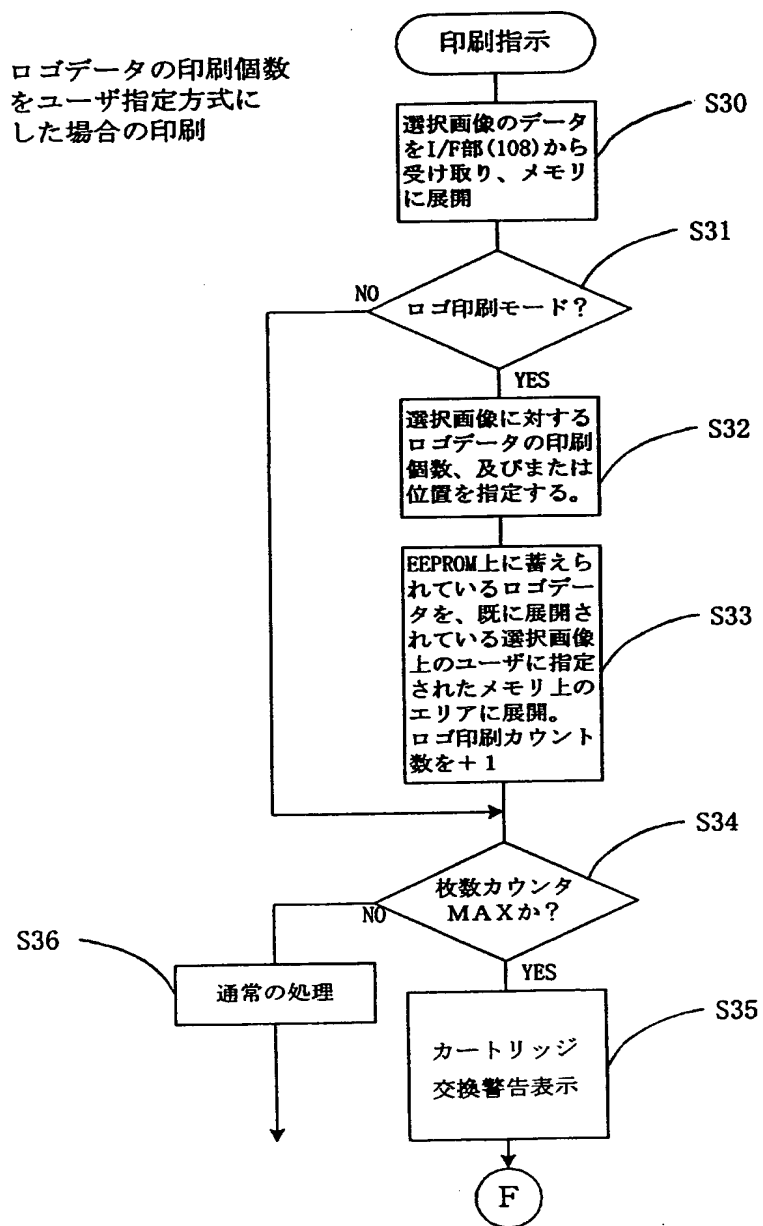 印刷指示
ロゴデータの印刷個数
をユーザ指定方式に
した場合の印刷
S30
選択画像のデータ
をI/F部(108)から
受け取り、メモリ
に展開
S31
NO
ロゴ印刷モード？
YES
選択画像に対する
ロゴデータの印刷
個数、及びまたは
位置を指定する。
S32
EEPROM上に蓄えら
れているロゴデー
タを、既に展開さ
れている選択画像
上のユーザに指定
されたメモリ上の
エリアに展開。
ロゴ印刷カウント
数を＋１
S33
S34
枚数カウンタ
ＭＡＸか？
NO
YES
S36
通常の処理
S35
カートリッジ
交換警告表示
F